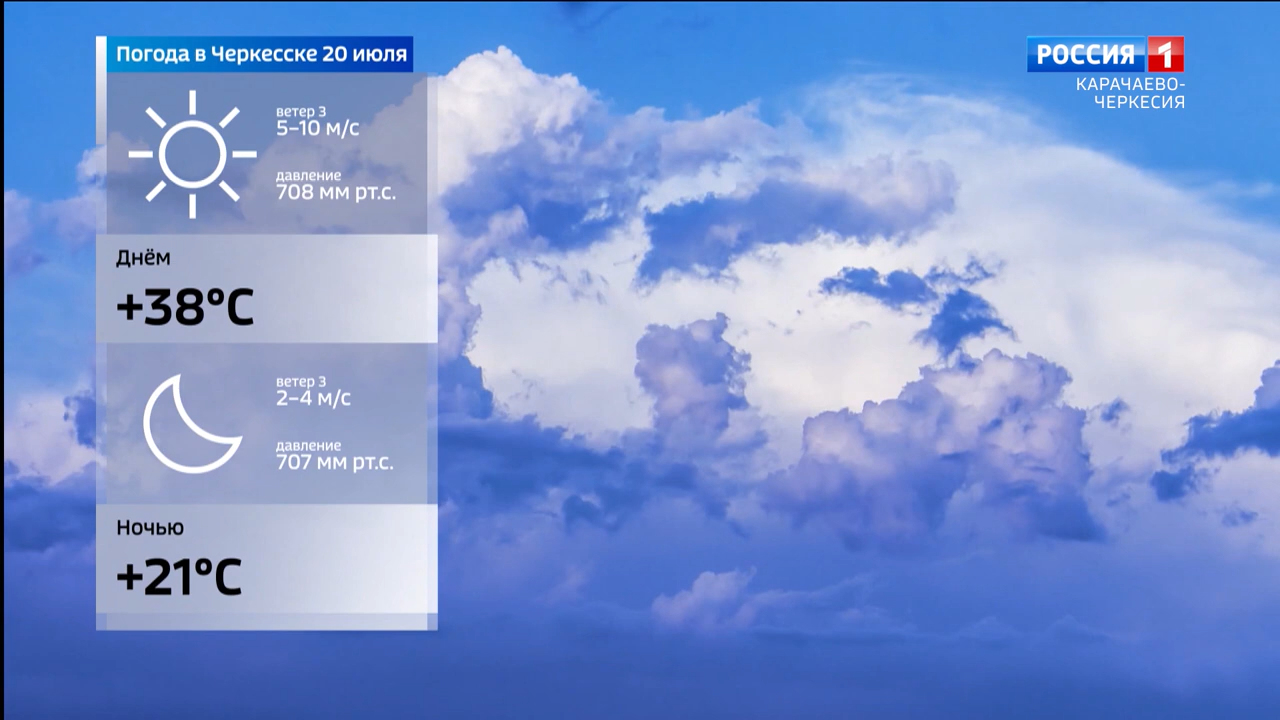 Погода в Черкесске 20 июля
ветер З
5–10 м/с
давление
708 мм рт.с.
Днём
+38°C
ветер З
2–4 м/с
давление
707 мм рт.с.
Ночью
+21°C
РОССИЯ 1
КАРАЧАЕВО-
ЧЕРКЕСИЯ